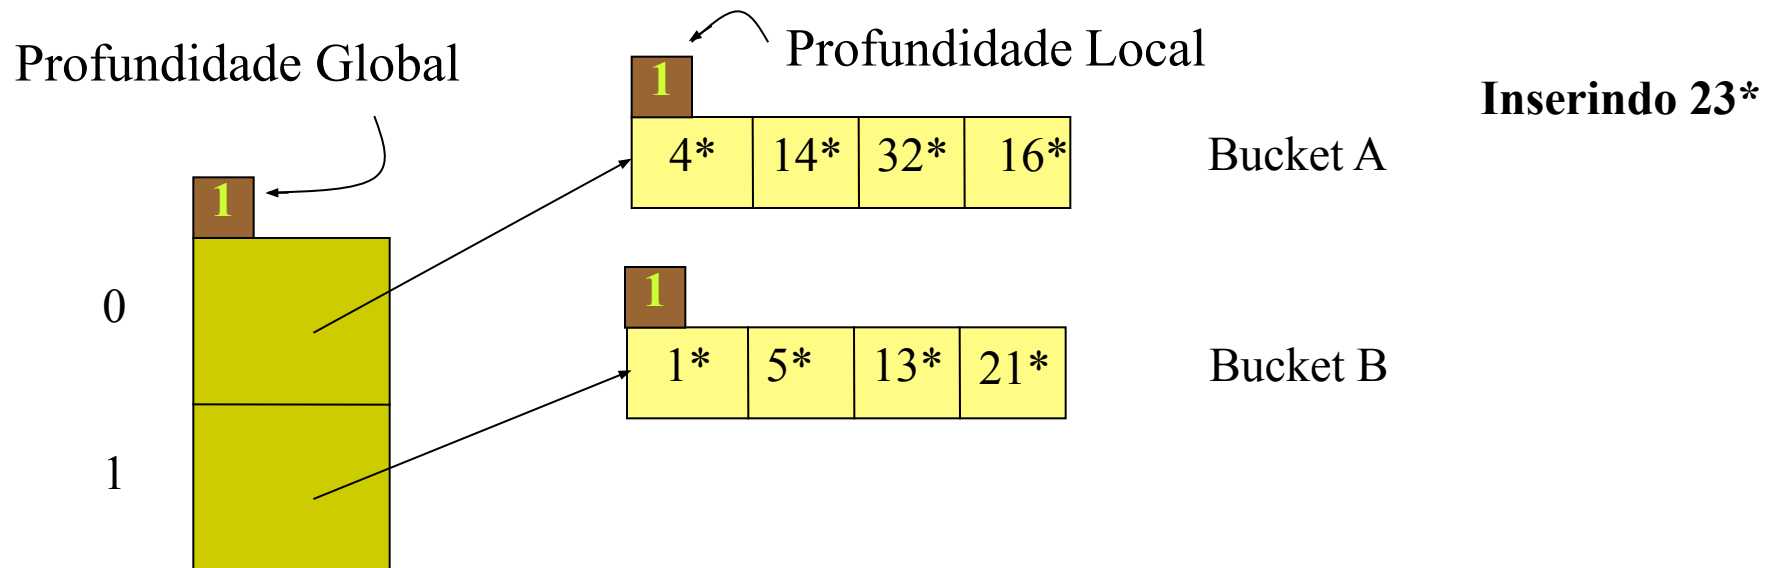 Profundidade Global
Profundidade Local
Inserindo 23*
1
4* 14* 32* 16*
Bucket A
1
0
1
1
1* 5* 13* 21*
Bucket B